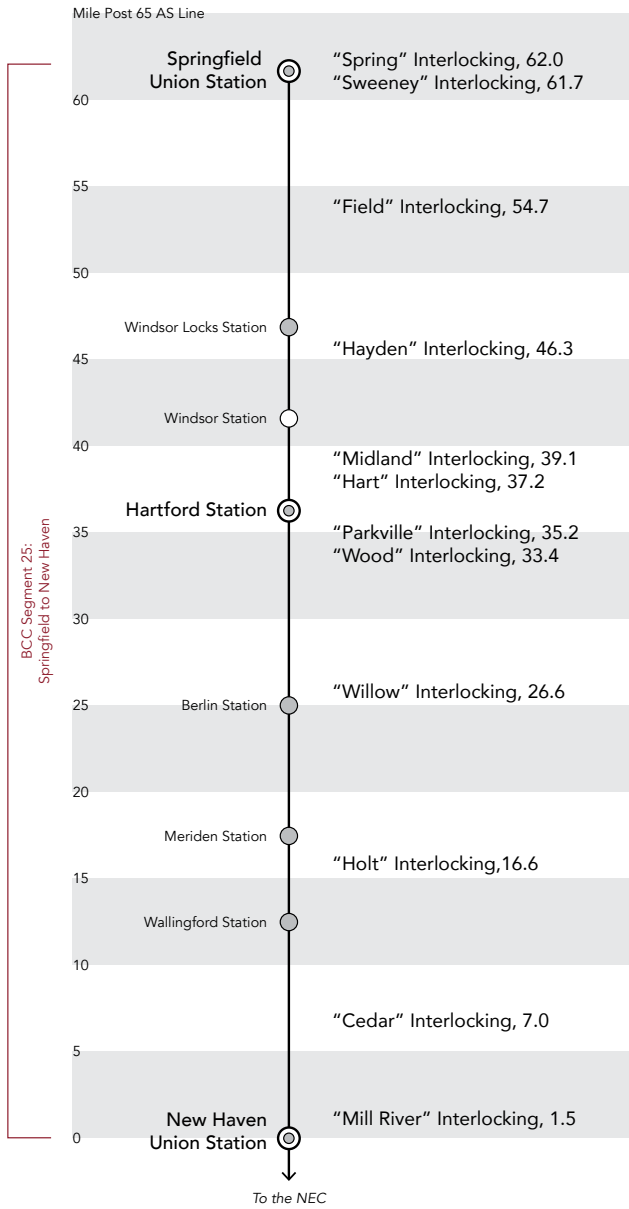 Mile Post 65 AS Line
Springfield
Union Station
“Spring” Interlocking, 62.0
“Sweeney” Interlocking, 61.7
60
55
“Field” Interlocking, 54.7
50
Windsor Locks Station
“Hayden” Interlocking, 46.3
45
Windsor Station
40
“Midland” Interlocking, 39.1
“Hart” Interlocking, 37.2
Hartford Station
35
“Parkville” Interlocking, 35.2
“Wood” Interlocking, 33.4
BCC Segment 25:
Springfield to New Haven
30
“Willow” Interlocking, 26.6
25
Berlin Station
20
Meriden Station
“Holt” Interlocking,16.6
15
Wallingford Station
10
“Cedar” Interlocking, 7.0
5
New Haven
Union Station
“Mill River” Interlocking, 1.5
0
To the NEC